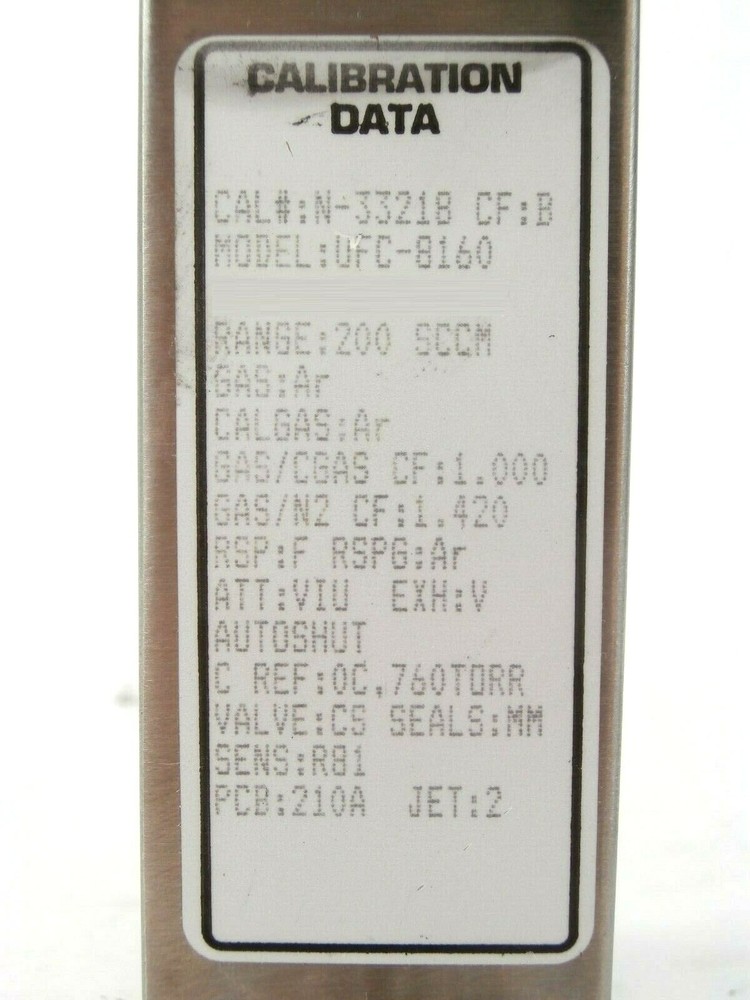 CALIBRATION
DATA
CAL#:N-3321B CF:B
MODEL:UFC-8160
RANGE:200 SCCM
GAS:Ar
CALGAS:Ar
GAS/CGAS CF:1.000
GAS/N2 CF:1.420
RSP:F RSPG:Ar
ATT:VIU EXH:V
AUTOSHUT
C REF:0C,760TORR
VALVE:C5 SEALS:MM
SENS:R81
PCB:210A JET:2